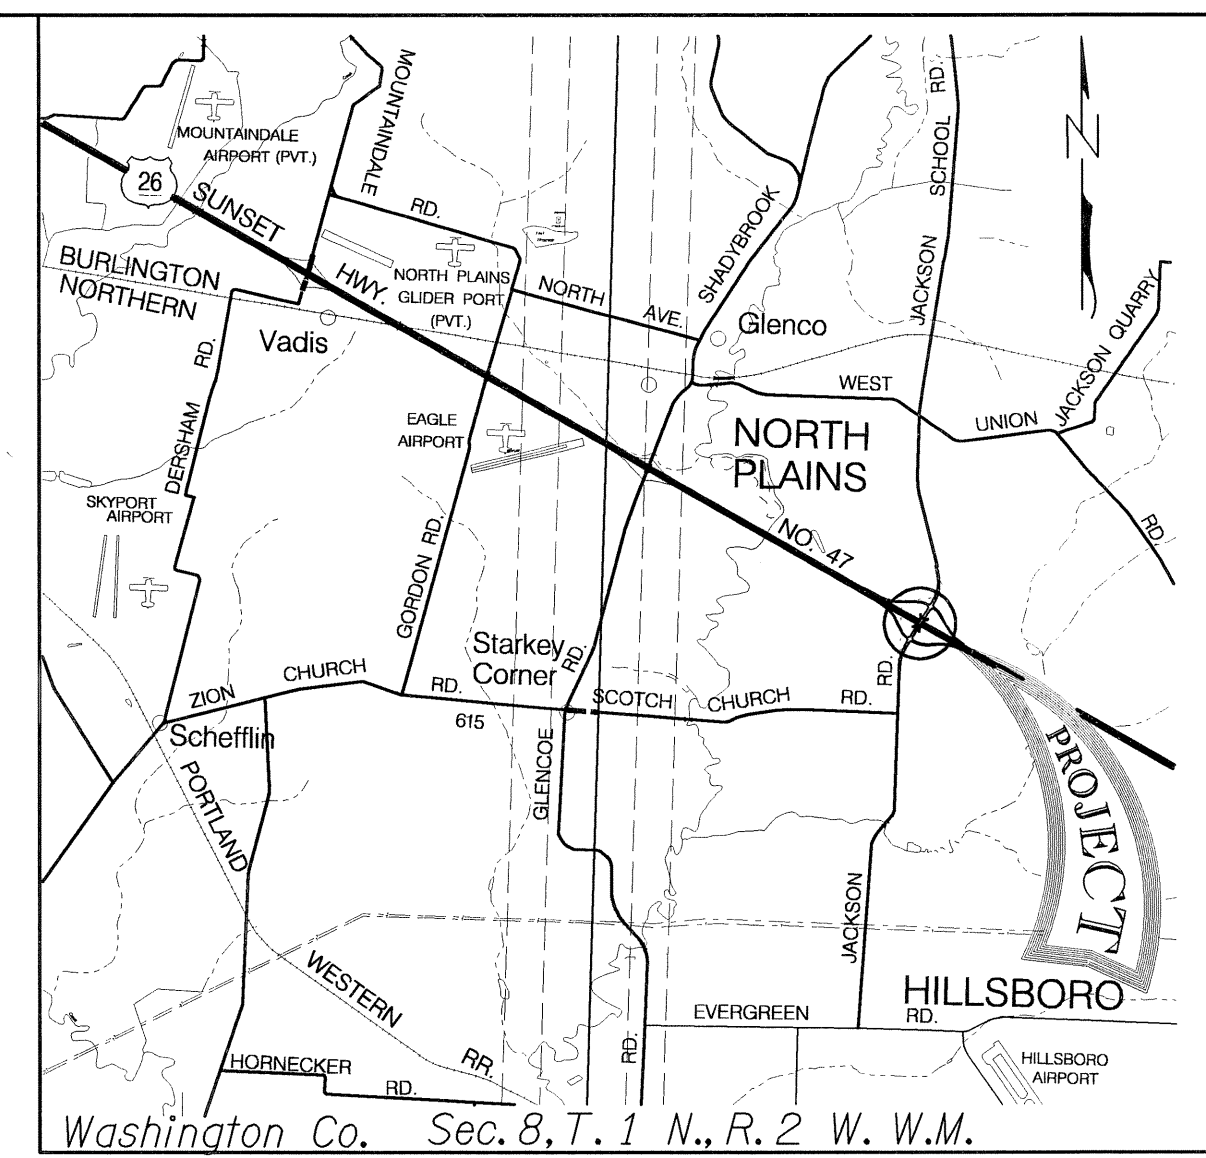 MOUNTAINDALE
RD.
MOUNTAINDALE
AIRPORT (PVT.)
26
SUNSET
HWY.
NO. 47
BURLINGTON
NORTHERN
NORTH PLAINS
GLIDER PORT
(PVT.)
NORTH
AVE.
SHADYBROOK
JACKSON
SCHOOL
RD.
N
JACKSON QUARRY
RD.
Vadis
Glenco
WEST
UNION
DERSHAM
RD.
EAGLE
AIRPORT
NORTH
PLAINS
SKYPORT
AIRPORT
GORDON RD.
Starkey
Corner
RD.
RD.
ZION
CHURCH
RD.
615
SCOTCH
CHURCH
RD.
Schefflin
GLENCOE
PORTLAND
WESTERN
RR.
PROJECT
JACKSON
HILLSBORO
EVERGREEN
RD.
RD.
HORNECKER
RD.
HILLSBORO
AIRPORT
Washington Co. Sec. 8, T. 1 N., R. 2 W. W.M.